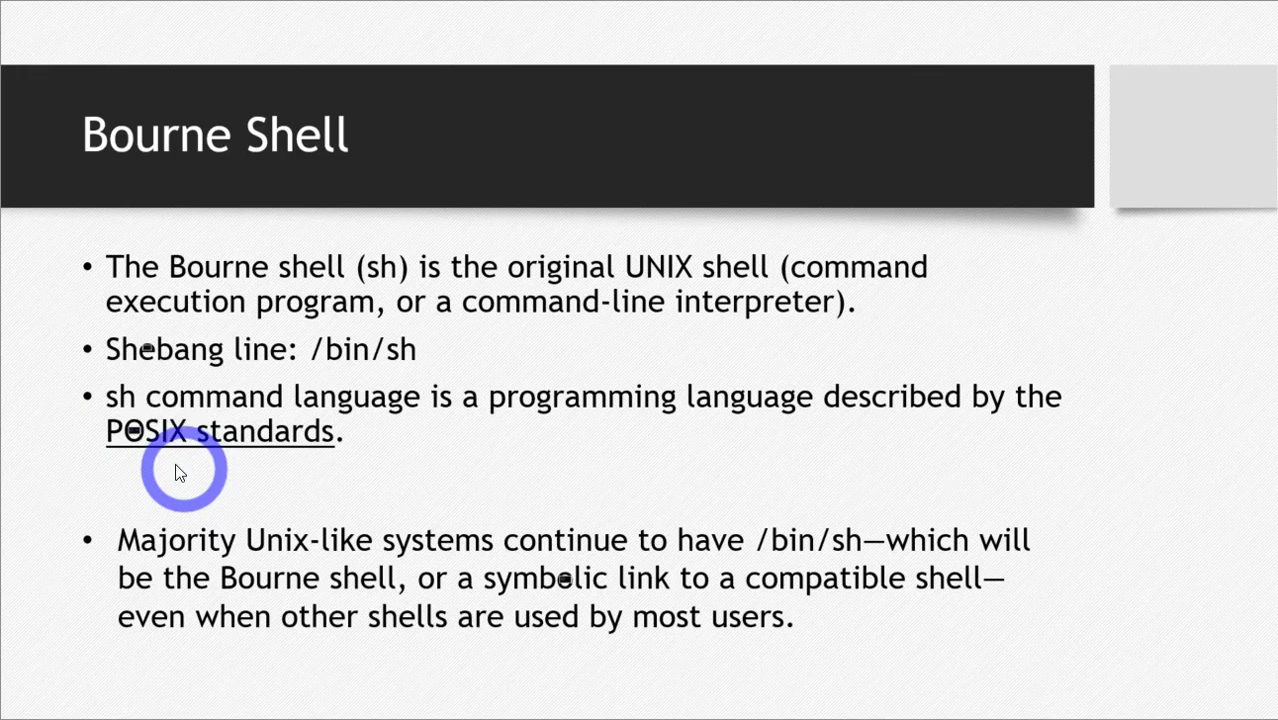 Bourne Shell
• The Bourne shell (sh) is the original UNIX shell (command
execution program, or a command-line interpreter).
• Shebang line: /bin/sh
• sh command language is a programming language described by the
POSIX standards.
• Majority Unix-like systems continue to have /bin/sh—which will
be the Bourne shell, or a symbolic link to a compatible shell—
even when other shells are used by most users.